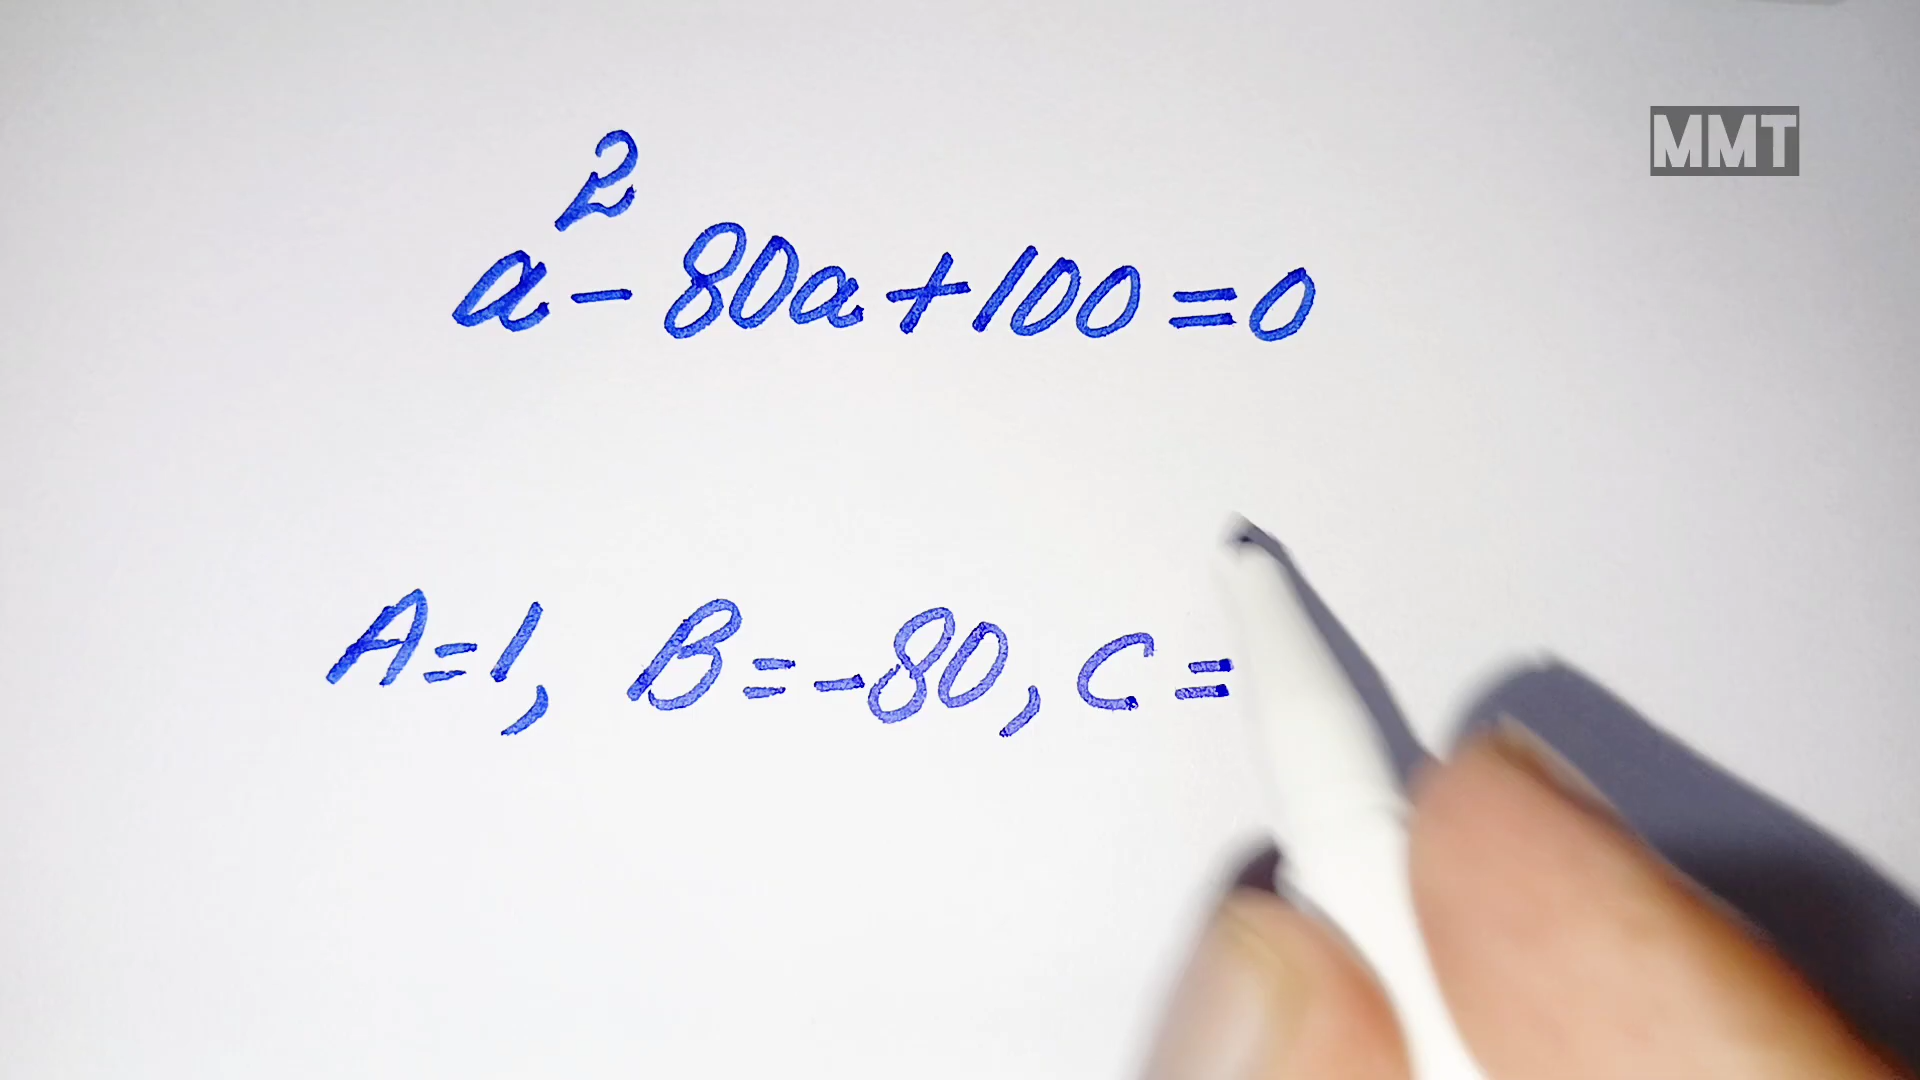 MMT
a² - 80a + 100 = 0
A = 1, B = -80, C =